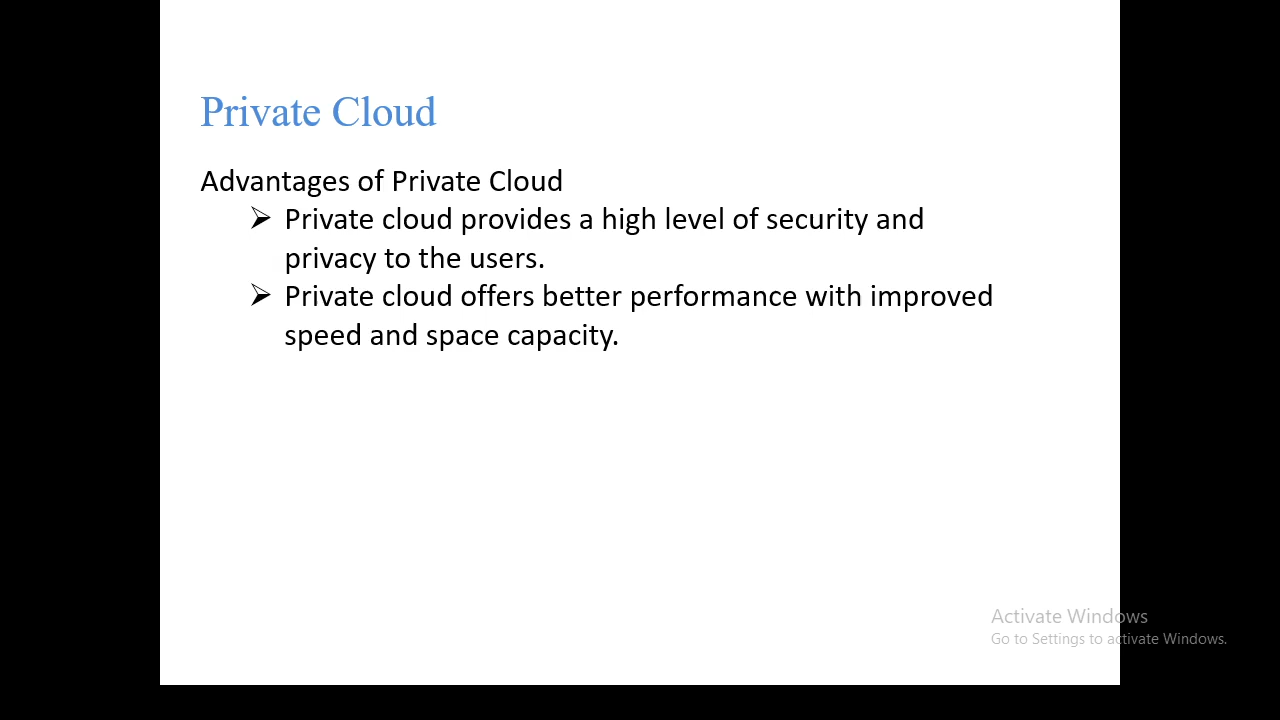 Private Cloud
Advantages of Private Cloud
➢ Private cloud provides a high level of security and
privacy to the users.
➢ Private cloud offers better performance with improved
speed and space capacity.
Activate Windows
Go to Settings to activate Windows.